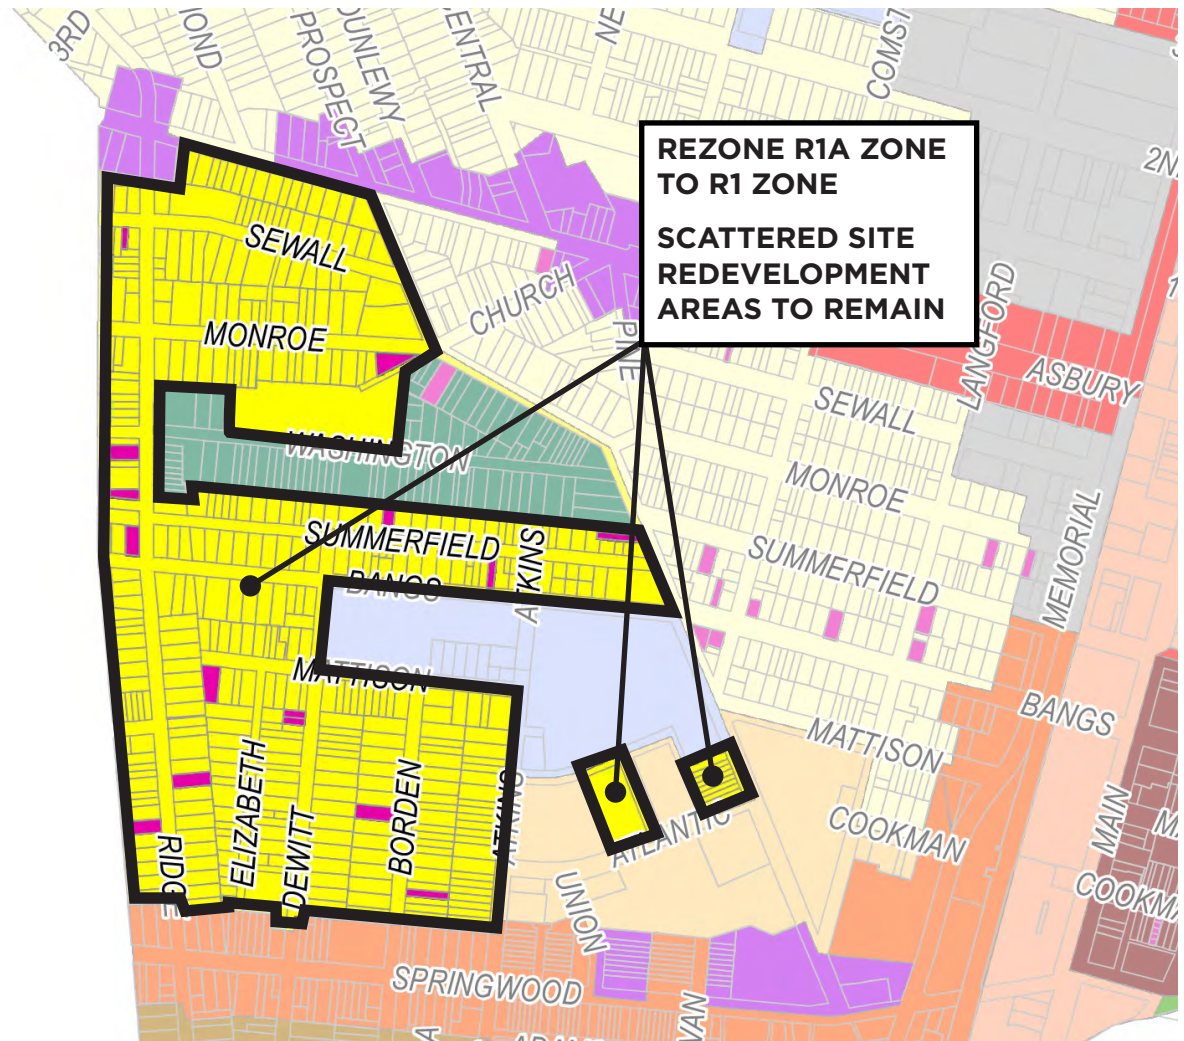 3RD
PROSPECT
DUNLEWY
CENTRAL
REZONE R1A ZONE
TO R1 ZONE
SCATTERED SITE
REDEVELOPMENT
AREAS TO REMAIN
SEWALL
CHURCH
MONROE
PINE
LANGFORD
ASBURY
SEWALL
WASHINGTON
MONROE
SUMMERFIELD
ATKINS
SUMMERFIELD
MEMORIAL
BANGS
MATTISON
BANGS
MATTISON
ELIZABETH
DEWITT
BORDEN
ATKINS
RIDGE
ATLANTIC
COOKMAN
MAIN
COOKMA
UNION
SPRINGWOOD
VAN